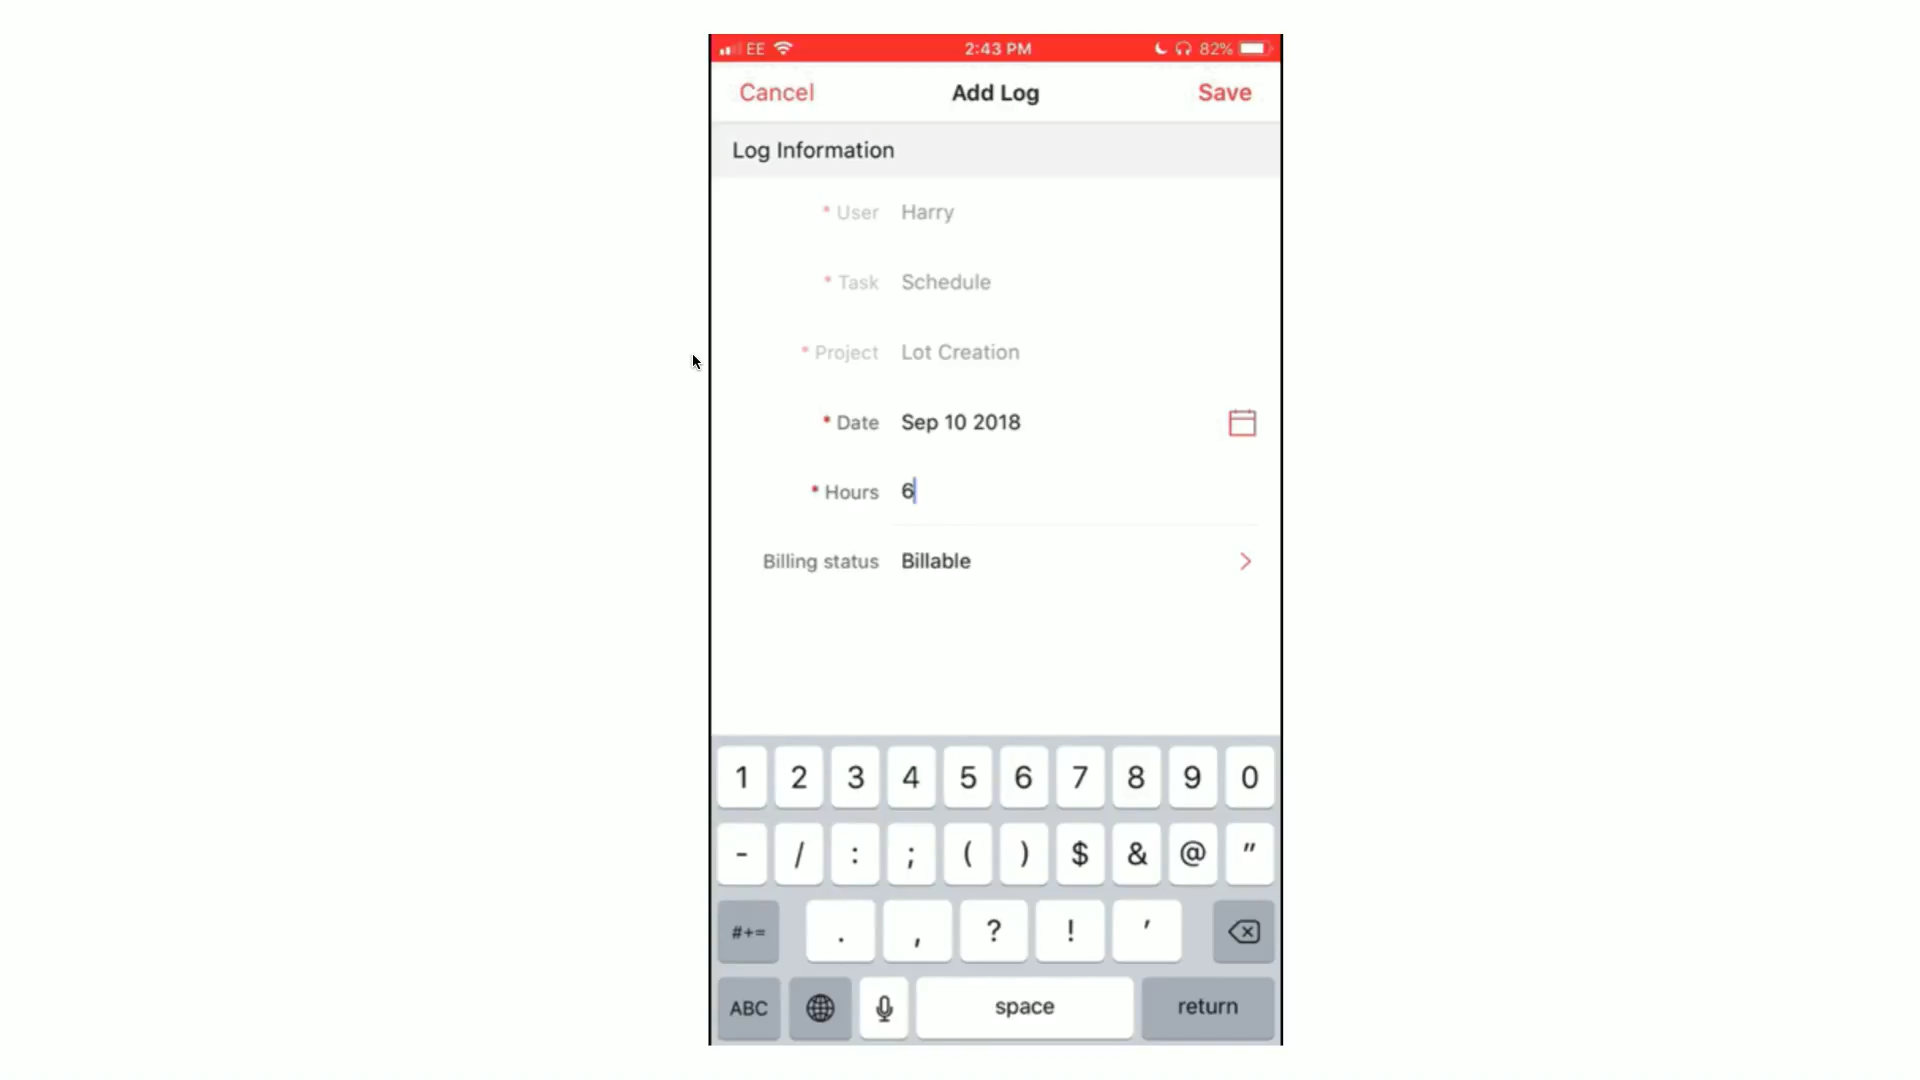 EE 2:43 PM 82%
Cancel Add Log Save
Log Information
* User Harry
* Task Schedule
* Project Lot Creation
* Date Sep 10 2018
* Hours 6
Billing status Billable
1 2 3 4 5 6 7 8 9 0
- / : ; ( ) $ & @ "
#+= . , ? ! '
ABC space return